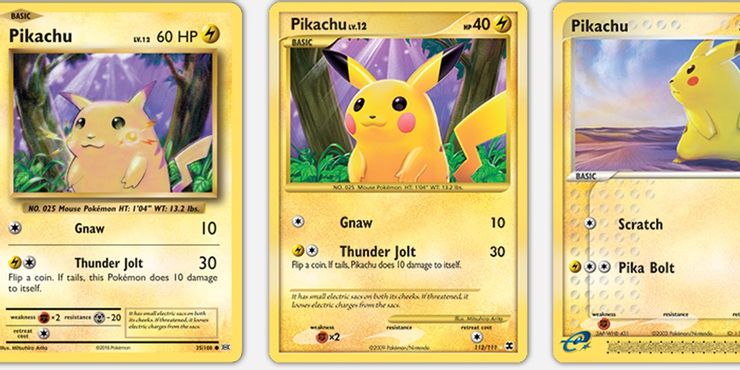 BASIC
Pikachu LV.12 60 HP
NO. 025 Mouse Pokémon HT: 1'04" WT: 13.2 lbs.
Gnaw 10
Thunder Jolt 30
Flip a coin. If tails, this Pokémon does 10 damage
to itself.
weakness ×2 resistance -20
retreat cost
It has small electric sacs on both
its cheeks. If threatened, it looses
electric charges from the sacs.
Illus. Mitsuhiro Arita ©2016 Pokémon 35/108
Pikachu LV.12 HP 40
BASIC
NO. 025 Mouse Pokémon HT: 1'04" WT: 13.2 lbs.
Gnaw 10
Thunder Jolt 30
Flip a coin. If tails, Pikachu does 10 damage to itself.
It has small electric sacs on both its cheeks. If threatened, it
looses electric charges from the sacs.
Illus. Mitsuhiro Arita
weakness resistance retreat cost
×2
©2009 Pokémon/Nintendo 112/111
Pikachu
BASIC
Scratch
Pika Bolt
weakness resistance
©2003 Pokémon/Nintendo
e